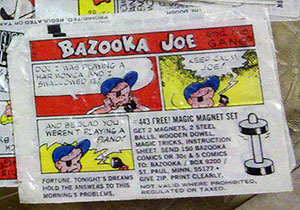 BAZOOKA JOE
and his
GANG
DOC! I WAS PLAYING A
HARMONICA AND I
SWALLOWED IT!
KEEP CALM,
JOE!
AND BE GLAD YOU
WEREN'T PLAYING A
PIANO!
FORTUNE. TONIGHT'S DREAMS
HOLD THE ANSWERS TO THIS
MORNING'S PROBLEMS.
#443 FREE! MAGIC MAGNET SET
GET 2 MAGNETS, 2 STEEL
BALLS, WOODEN DOWEL,
MAGIC TRICKS, INSTRUCTION
SHEET. SEND 150 BAZOOKA
COMICS OR 30¢ & 5 COMICS
TO: BAZOOKA / BOX 9200 /
ST. PAUL, MINN. 55177 •
GIVE ZIP. PRINT CLEARLY.
NOT VALID WHERE PROHIBITED,
REGULATED OR TAXED.